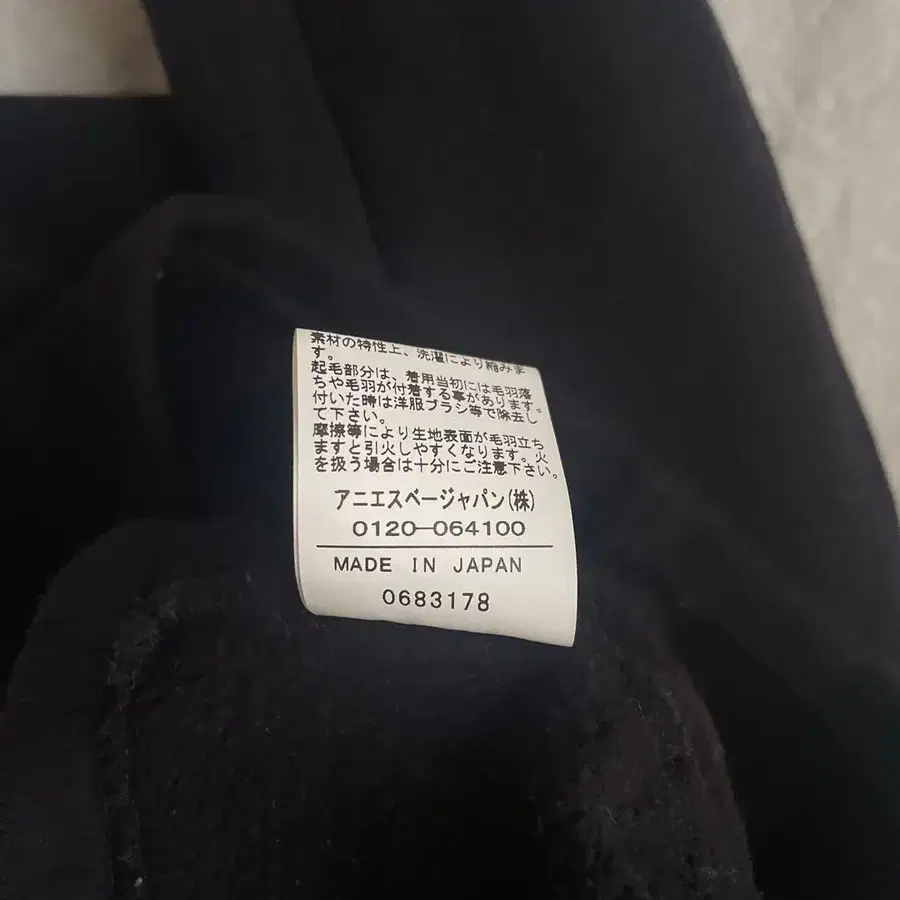 素材の特性上、洗濯により縮みま
す。
起毛部分は、着用当初には毛羽落
ちや毛羽が付着する事があります。
付いた時は洋服ブラシ等で除去し
て下さい。
摩擦等により生地表面が毛羽立ち
ますと引火しやすくなります。火
を扱う場合は十分にご注意下さい。
アニエスベージャパン(株)
0120-064100
MADE IN JAPAN
0683178